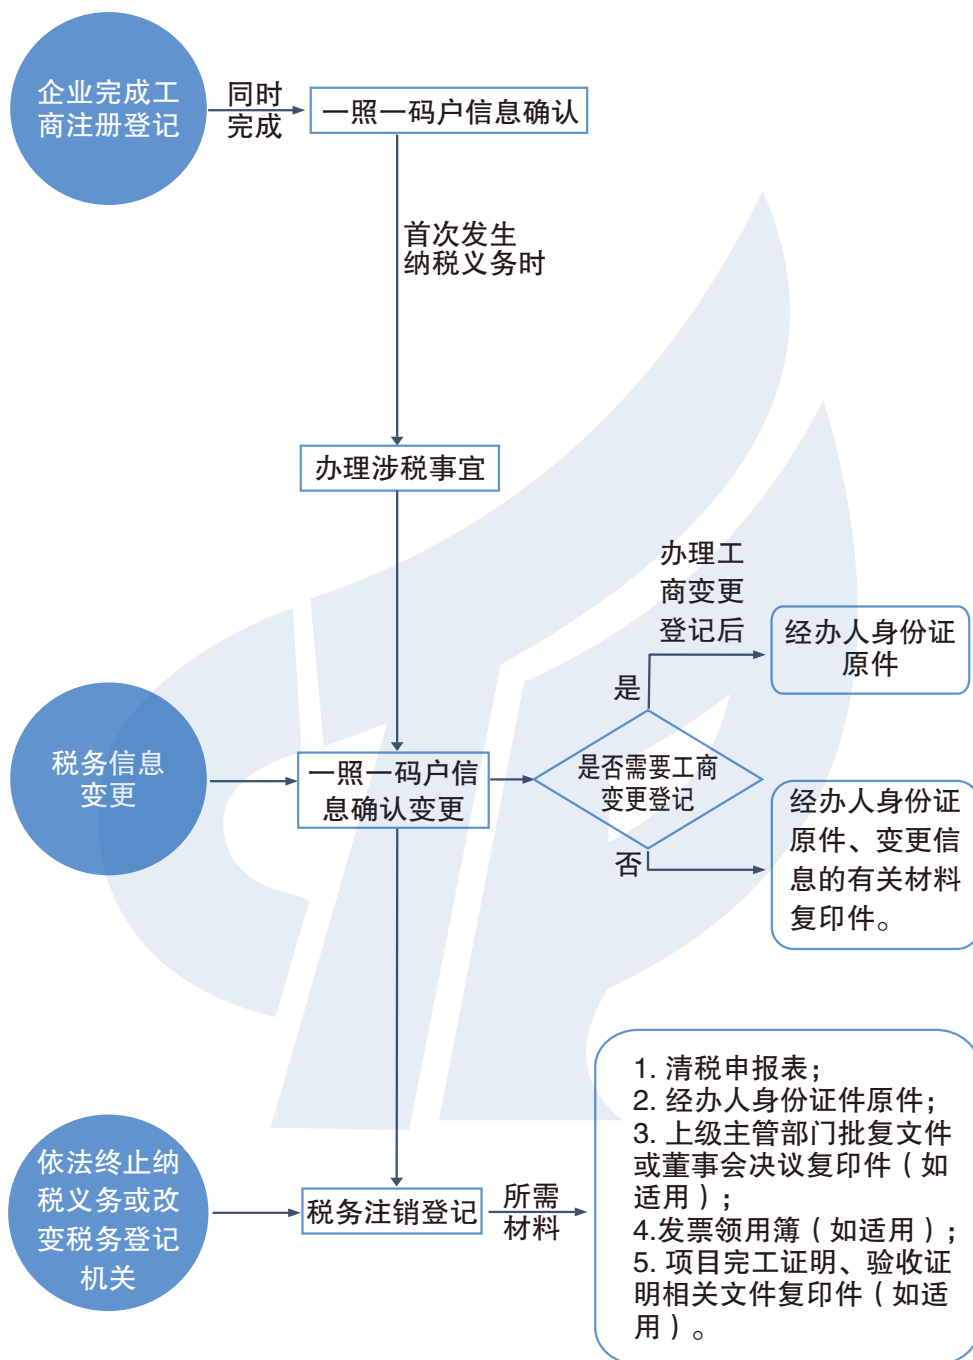 企业完成工
商注册登记
同时
完成
一照一码户信息确认
首次发生
纳税义务时
办理涉税事宜
办理工
商变更
登记后
经办人身份证
原件
是
税务信息
变更
一照一码户信
息确认变更
是否需要工商
变更登记
否
经办人身份证
原件、变更信
息的有关材料
复印件。
依法终止纳
税义务或改
变税务登记
机关
税务注销登记
所需
材料
1. 清税申报表；
2. 经办人身份证件原件；
3. 上级主管部门批复文件
或董事会决议复印件（如
适用）；
4.发票领用簿（如适用）；
5. 项目完工证明、验收证
明相关文件复印件（如适
用）。